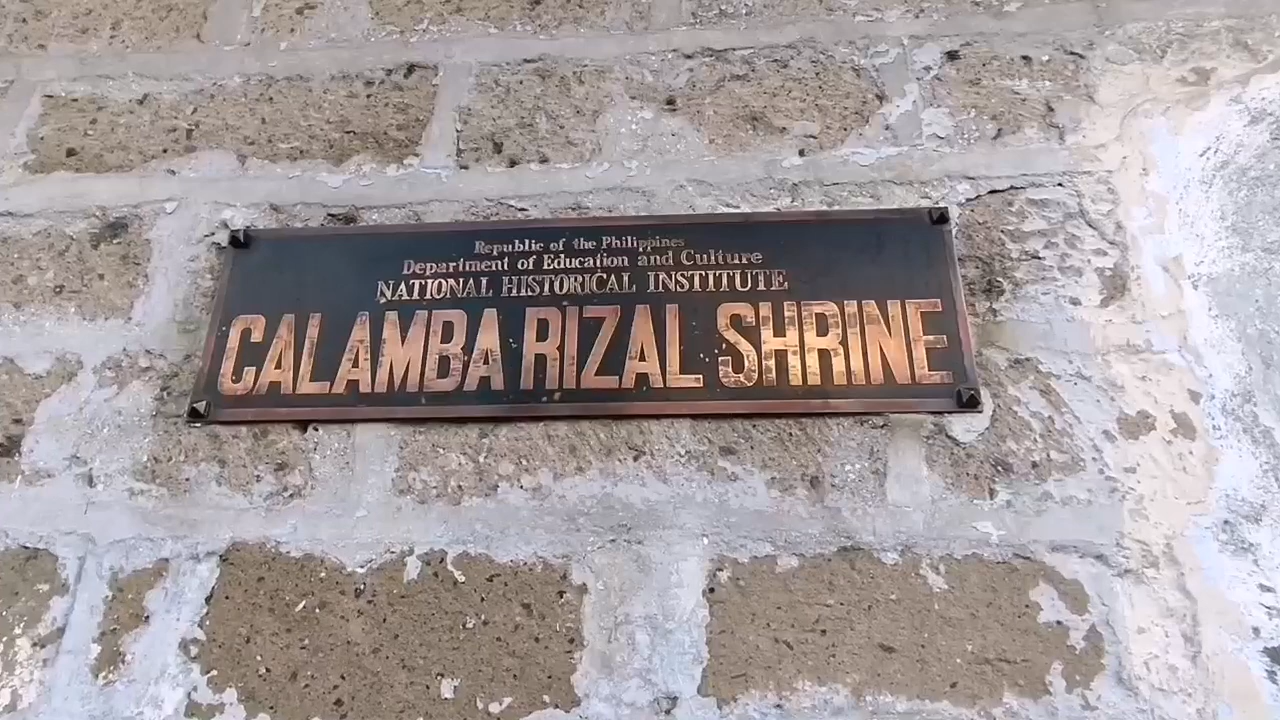 Republic of the Philippines
Department of Education and Culture
NATIONAL HISTORICAL INSTITUTE
CALAMBA RIZAL SHRINE